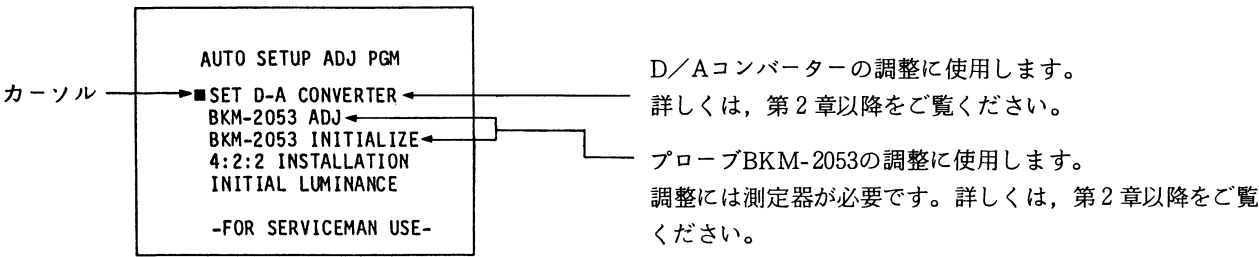 AUTO SETUP ADJ PGM
カーソル
■SET D-A CONVERTER
BKM-2053 ADJ
BKM-2053 INITIALIZE
4:2:2 INSTALLATION
INITIAL LUMINANCE
-FOR SERVICEMAN USE-
D/Aコンバーターの調整に使用します。
詳しくは，第2章以降をご覧ください。
プローブBKM-2053の調整に使用します。
調整には測定器が必要です。詳しくは，第2章以降をご覧
ください。